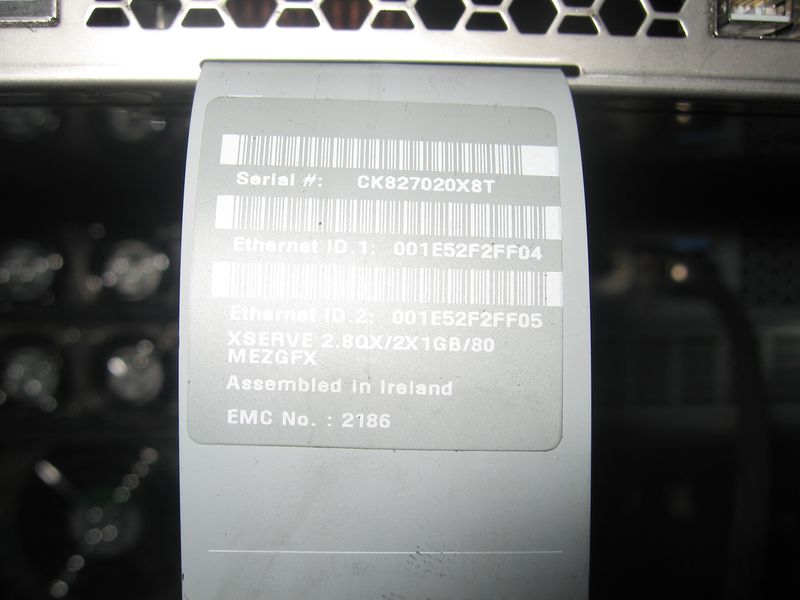 Serial #: CK827020X8T
Ethernet ID.1: 001E52F2FF04
Ethernet ID.2: 001E52F2FF05
XSERVE 2.8QX/2X1GB/80
MEZGFX
Assembled in Ireland
EMC No. : 2186